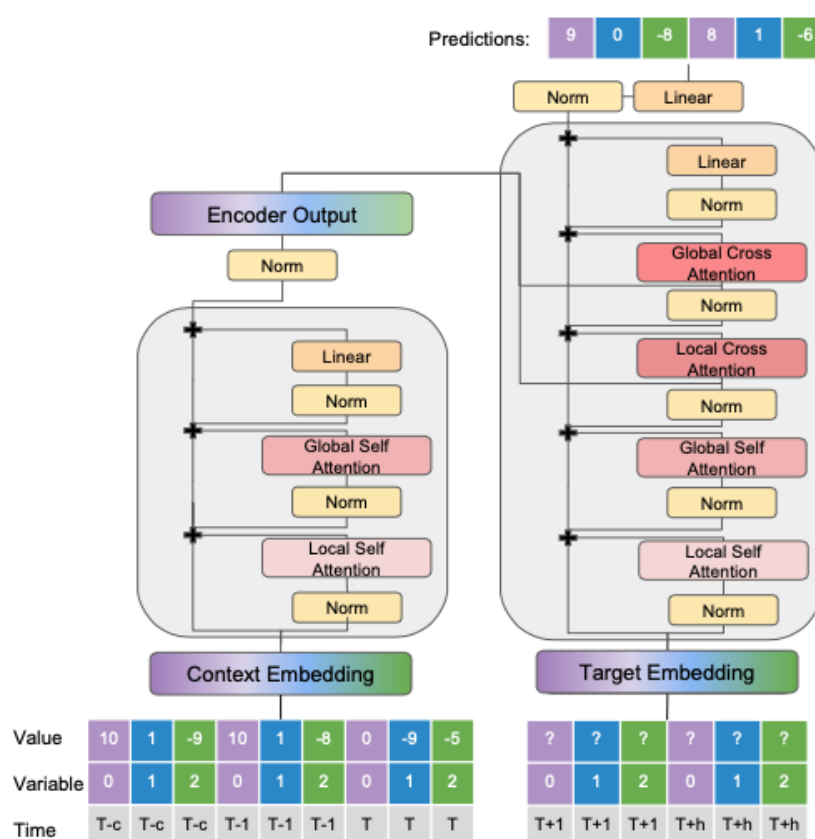 Predictions: 9 0 -8 8 1 -6
Norm Linear
Linear
Norm
Global Cross
Attention
Norm
Local Cross
Attention
Norm
Global Self
Attention
Norm
Local Self
Attention
Norm
Target Embedding
Encoder Output
Norm
Linear
Norm
Global Self
Attention
Norm
Local Self
Attention
Norm
Context Embedding
Value 10 1 -9 10 1 -8 0 -9 -5 ? ? ? ? ? ?
Variable 0 1 2 0 1 2 0 1 2 0 1 2 0 1 2
Time T-c T-c T-c T-1 T-1 T-1 T T T T+1 T+1 T+1 T+h T+h T+h